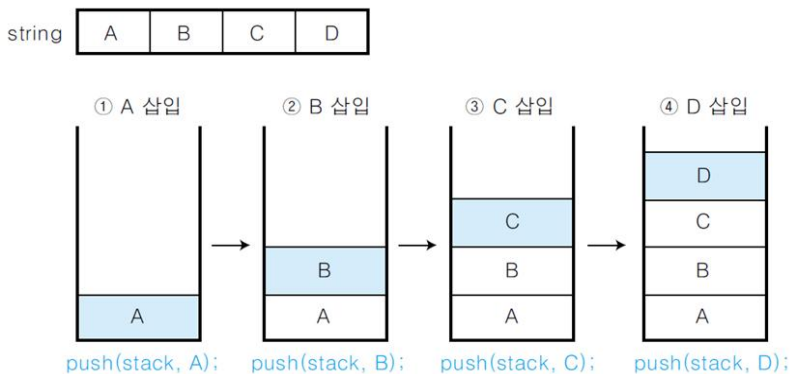 string A B C D
① A 삽입 ② B 삽입 ③ C 삽입 ④ D 삽입
D
C C
B B B
A A A A
push(stack, A); push(stack, B); push(stack, C); push(stack, D);